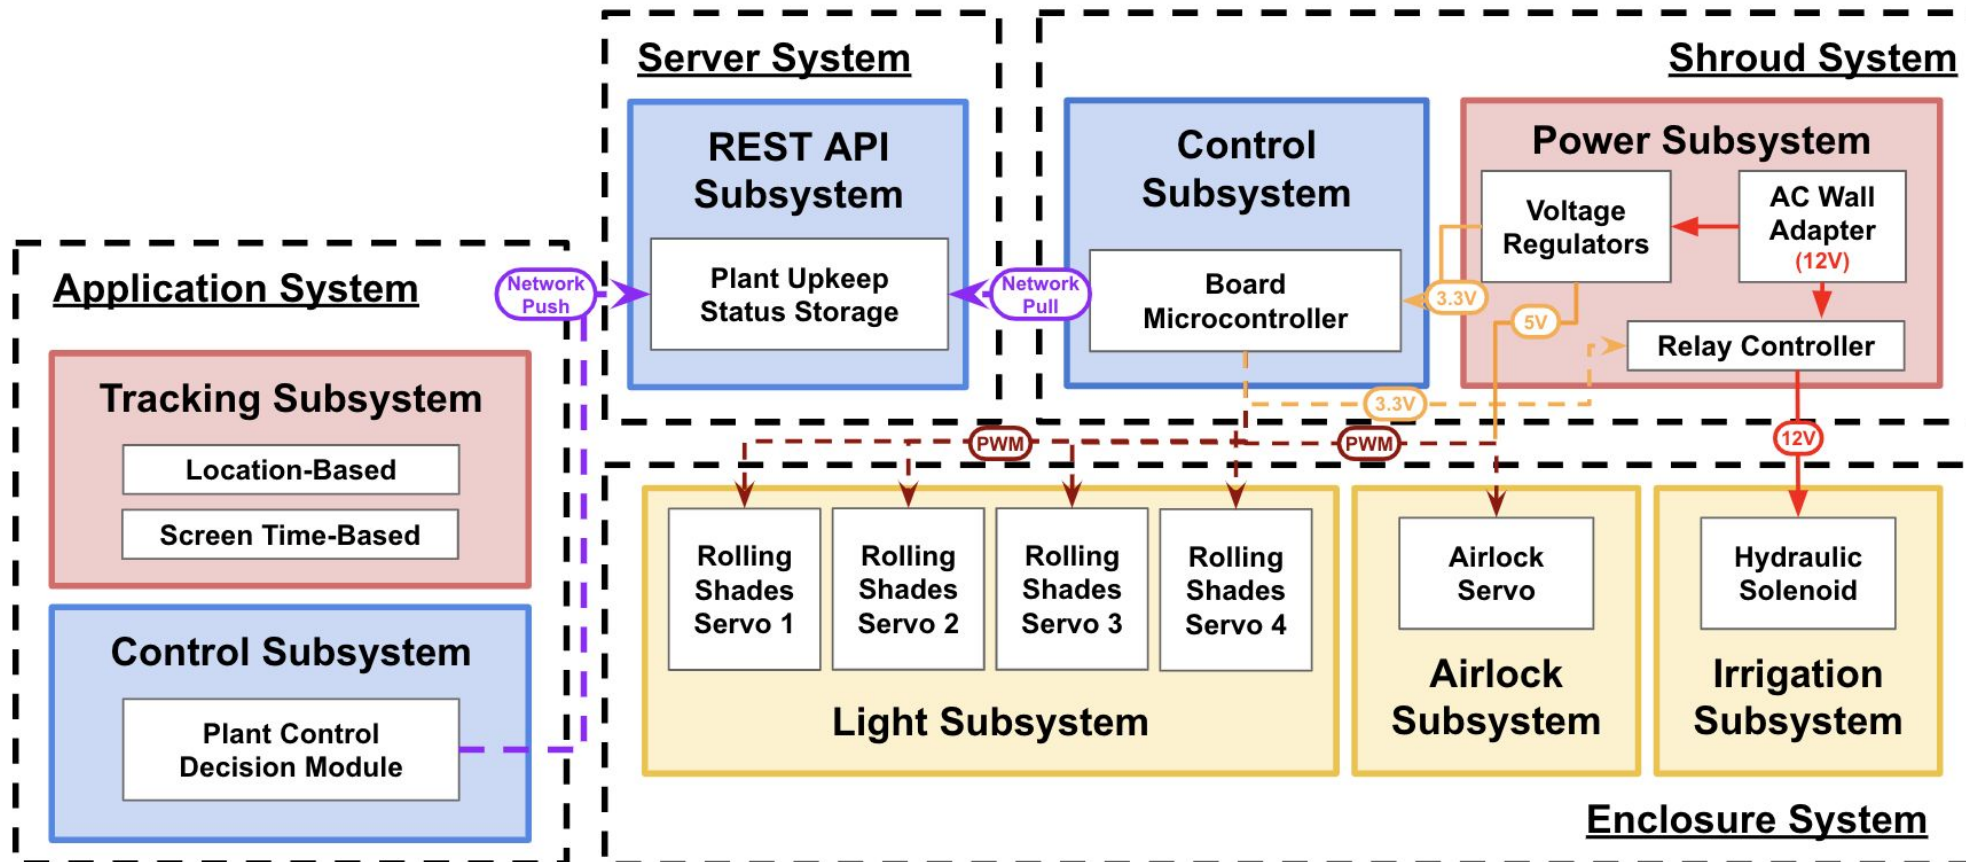 Server System
REST API
Subsystem
Plant Upkeep
Status Storage
Shroud System
Control
Subsystem
Board
Microcontroller
Power Subsystem
Voltage
Regulators
AC Wall
Adapter
(12V)
Relay Controller
Network
Push
Network
Pull
3.3V
5V
3.3V
PWM
PWM
12V
Application System
Tracking Subsystem
Location-Based
Screen Time-Based
Control Subsystem
Plant Control
Decision Module
Rolling
Shades
Servo 1
Rolling
Shades
Servo 2
Rolling
Shades
Servo 3
Rolling
Shades
Servo 4
Light Subsystem
Airlock
Servo
Airlock
Subsystem
Hydraulic
Solenoid
Irrigation
Subsystem
Enclosure System